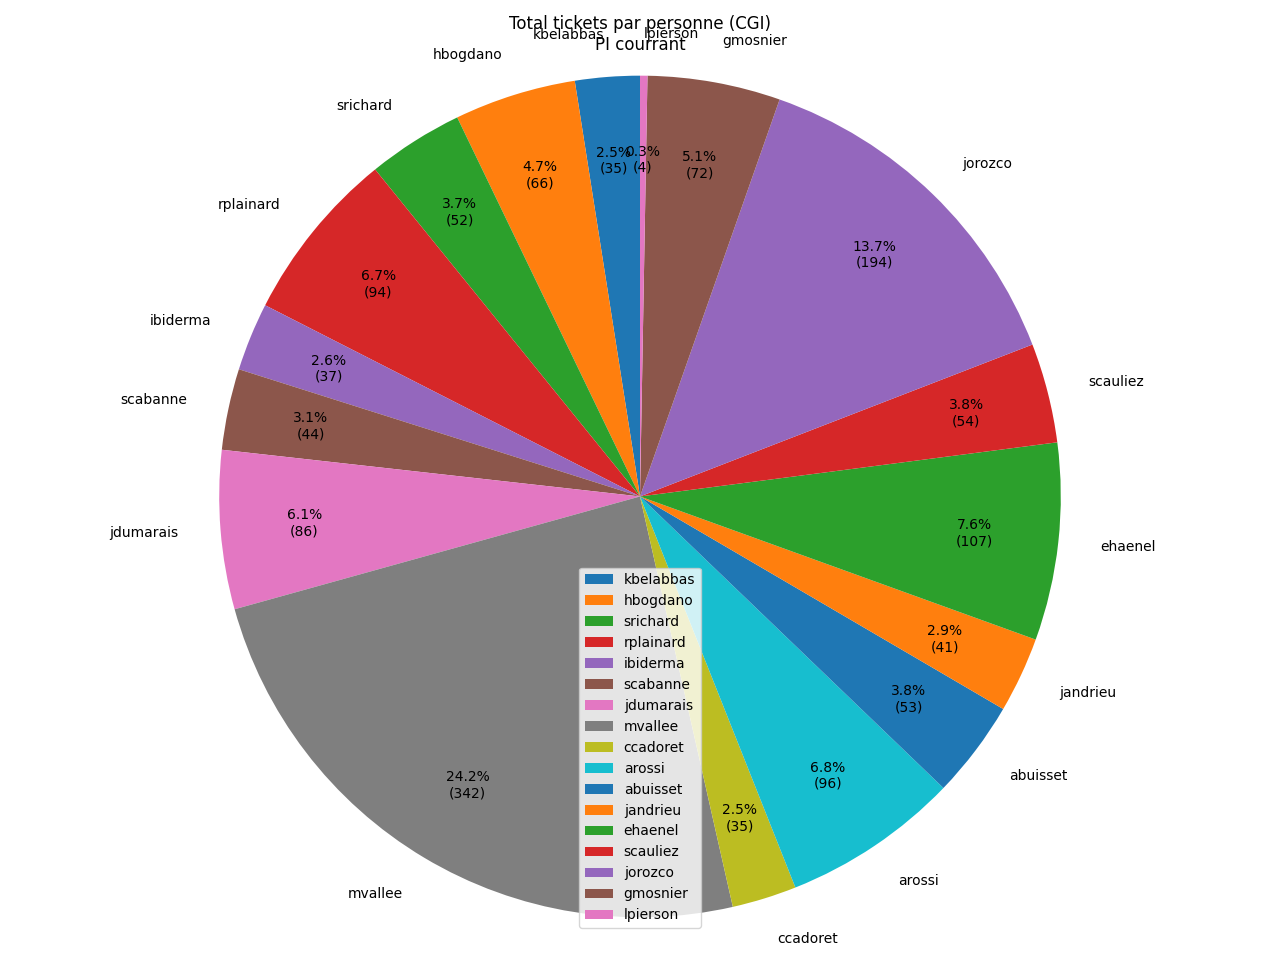 Total tickets par personne (CGI)
PI courrant
kbelabbas
lpierson
gmosnier
hbogdano
srichard
jorozco
rplainard
ibiderma
scauliez
scabanne
jdumarais
ehaenel
jandrieu
abuisset
arossi
mvallee
ccadoret
2.5%
(35)
0.3%
(4)
5.1%
(72)
4.7%
(66)
3.7%
(52)
13.7%
(194)
6.7%
(94)
2.6%
(37)
3.8%
(54)
3.1%
(44)
6.1%
(86)
7.6%
(107)
2.9%
(41)
3.8%
(53)
6.8%
(96)
24.2%
(342)
2.5%
(35)
kbelabbas
hbogdano
srichard
rplainard
ibiderma
scabanne
jdumarais
mvallee
ccadoret
arossi
abuisset
jandrieu
ehaenel
scauliez
jorozco
gmosnier
lpierson